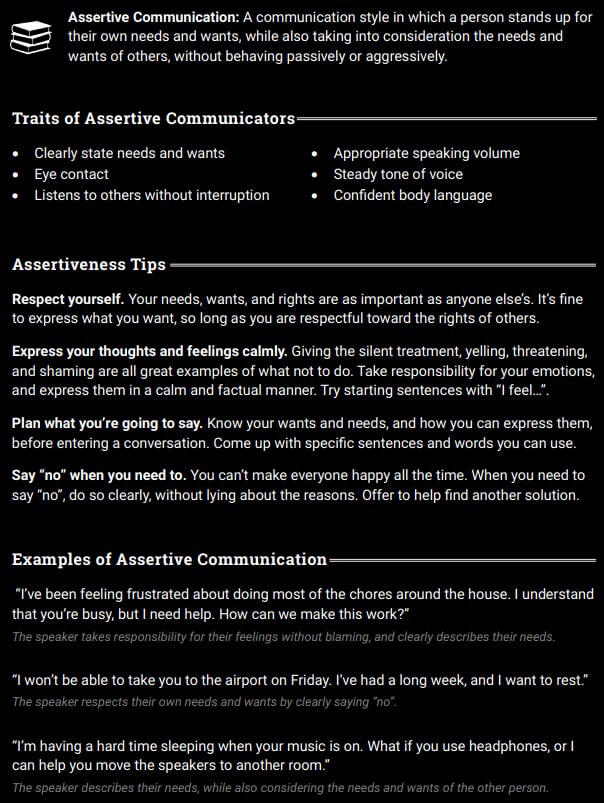 Assertive Communication: A communication style in which a person stands up for
their own needs and wants, while also taking into consideration the needs and
wants of others, without behaving passively or aggressively.
Traits of Assertive Communicators
• Clearly state needs and wants
• Eye contact
• Listens to others without interruption
• Appropriate speaking volume
• Steady tone of voice
• Confident body language
Assertiveness Tips
Respect yourself. Your needs, wants, and rights are as important as anyone else’s. It’s fine
to express what you want, so long as you are respectful toward the rights of others.
Express your thoughts and feelings calmly. Giving the silent treatment, yelling, threatening,
and shaming are all great examples of what not to do. Take responsibility for your emotions,
and express them in a calm and factual manner. Try starting sentences with “I feel…”.
Plan what you’re going to say. Know your wants and needs, and how you can express them,
before entering a conversation. Come up with specific sentences and words you can use.
Say “no” when you need to. You can’t make everyone happy all the time. When you need to
say “no”, do so clearly, without lying about the reasons. Offer to help find another solution.
Examples of Assertive Communication
“I’ve been feeling frustrated about doing most of the chores around the house. I understand
that you’re busy, but I need help. How can we make this work?”
The speaker takes responsibility for their feelings without blaming, and clearly describes their needs.
“I won’t be able to take you to the airport on Friday. I’ve had a long week, and I want to rest.”
The speaker respects their own needs and wants by clearly saying “no”.
“I’m having a hard time sleeping when your music is on. What if you use headphones, or I
can help you move the speakers to another room.”
The speaker describes their needs, while also considering the needs and wants of the other person.